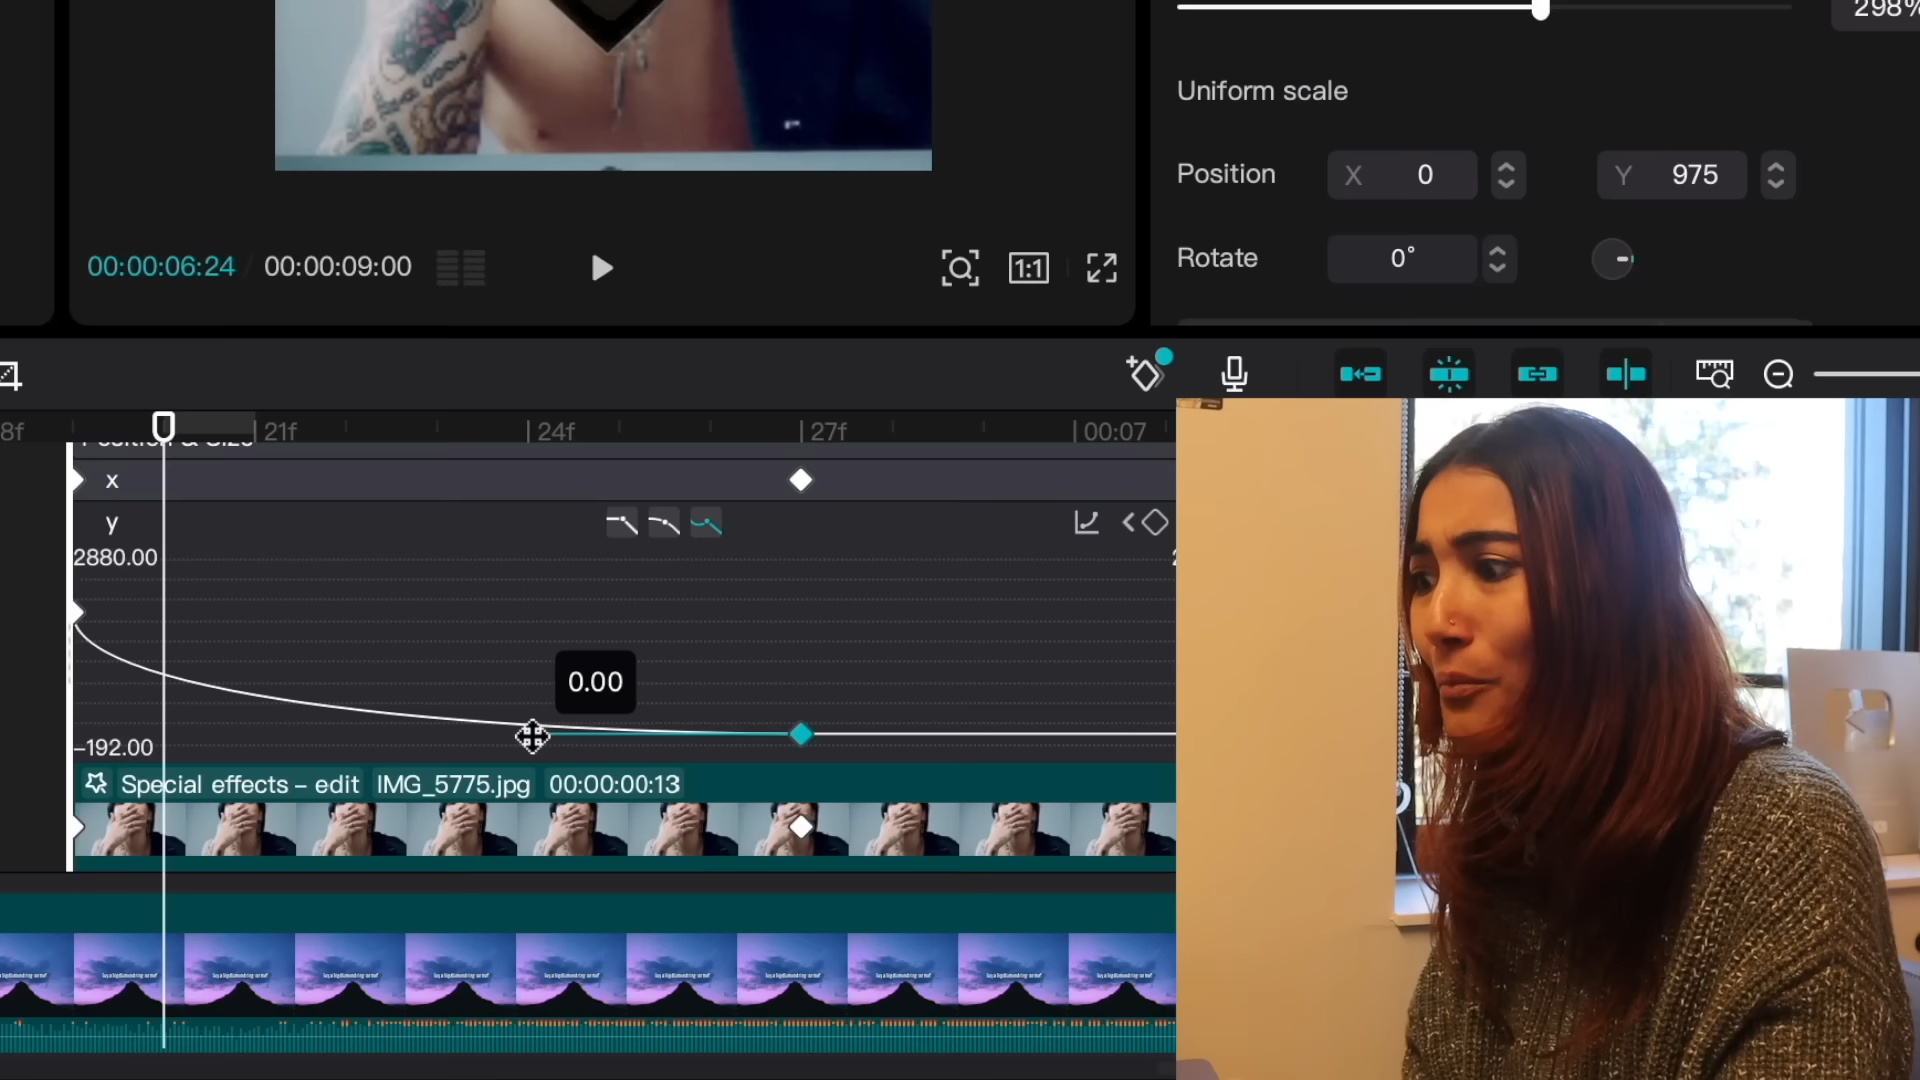 298%
Uniform scale
Position X 0 Y 975
Rotate 0°
00:00:06:24 / 00:00:09:00
1:1
8f 21f 24f 27f 00:07
x
y
2880.00
0.00
-192.00
Special effects – edit IMG_5775.jpg 00:00:00:13